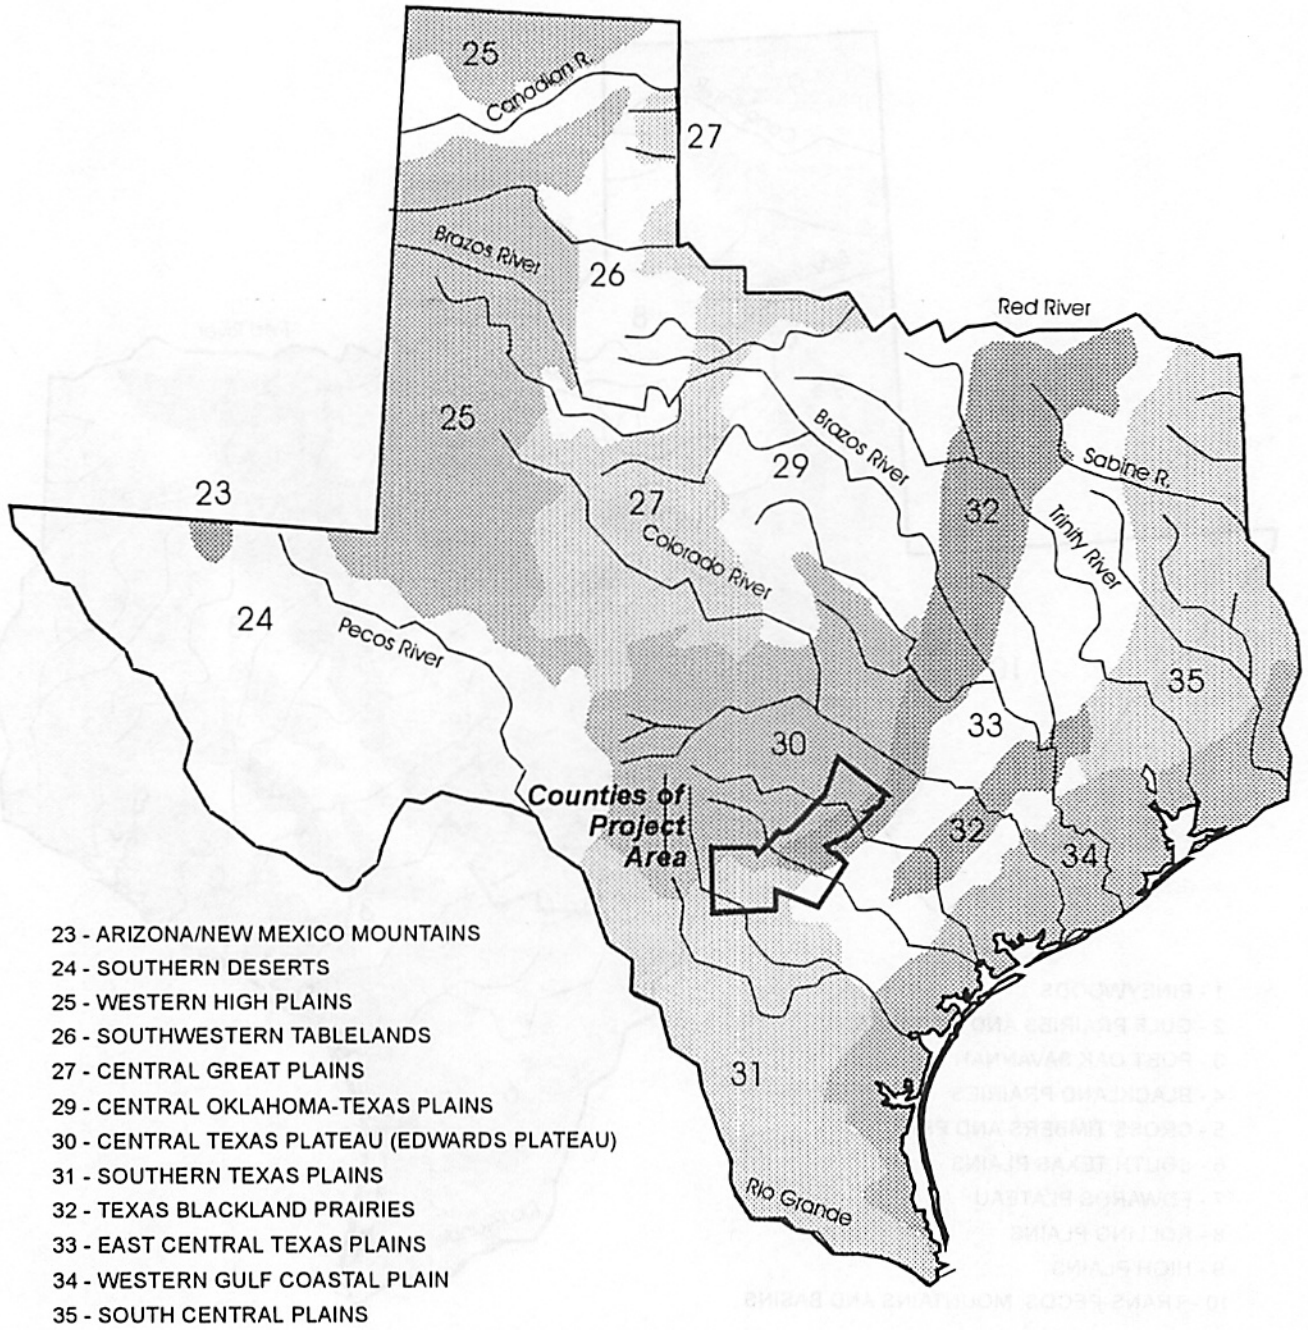 25
Canadian R.
27
Brazos River
26
Red River
25
Brazos River
29
Sabine R.
23
27
32
Trinity River
Colorado River
24
Pecos River
35
33
30
Counties of
Project
Area
32
34
31
Rio Grande
23 - ARIZONA/NEW MEXICO MOUNTAINS
24 - SOUTHERN DESERTS
25 - WESTERN HIGH PLAINS
26 - SOUTHWESTERN TABLELANDS
27 - CENTRAL GREAT PLAINS
29 - CENTRAL OKLAHOMA-TEXAS PLAINS
30 - CENTRAL TEXAS PLATEAU (EDWARDS PLATEAU)
31 - SOUTHERN TEXAS PLAINS
32 - TEXAS BLACKLAND PRAIRIES
33 - EAST CENTRAL TEXAS PLAINS
34 - WESTERN GULF COASTAL PLAIN
35 - SOUTH CENTRAL PLAINS